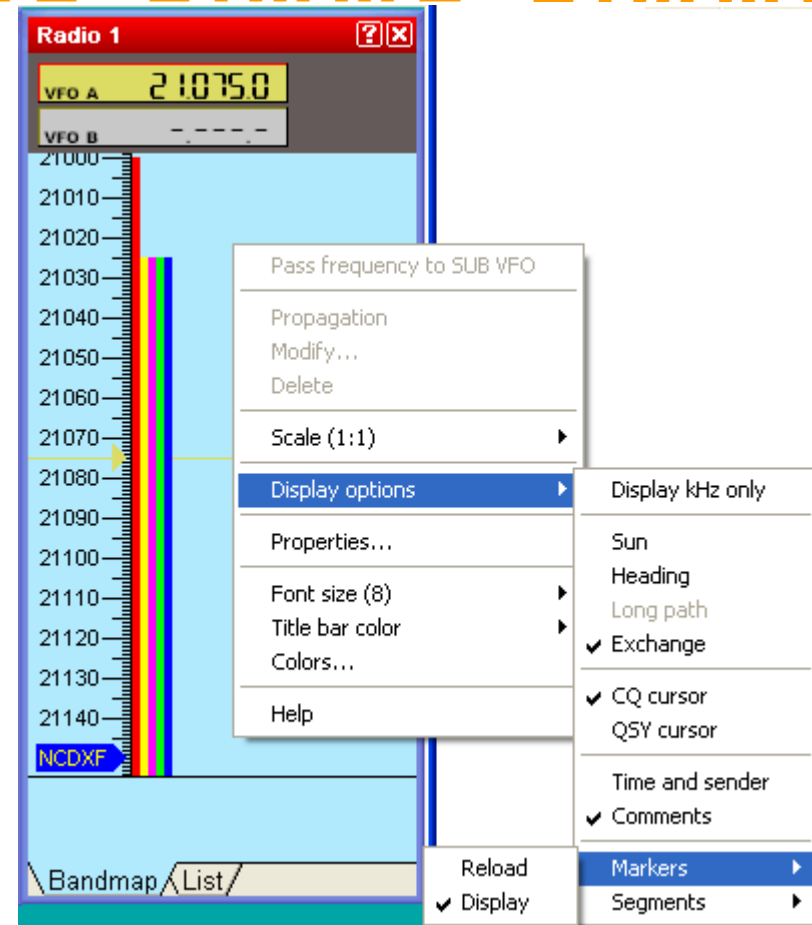 Radio 1
VFO A 21.075.0
VFO B -.---.-
21000
21010
21020
21030
21040
21050
21060
21070
21080
21090
21100
21110
21120
21130
21140
NCDXF
Bandmap
List
Pass frequency to SUB VFO
Propagation
Modify...
Delete
Scale (1:1)
Display options
Properties...
Font size (8)
Title bar color
Colors...
Help
Display kHz only
Sun
Heading
Long path
Exchange
CQ cursor
QSY cursor
Time and sender
Comments
Markers
Segments
Reload
Display